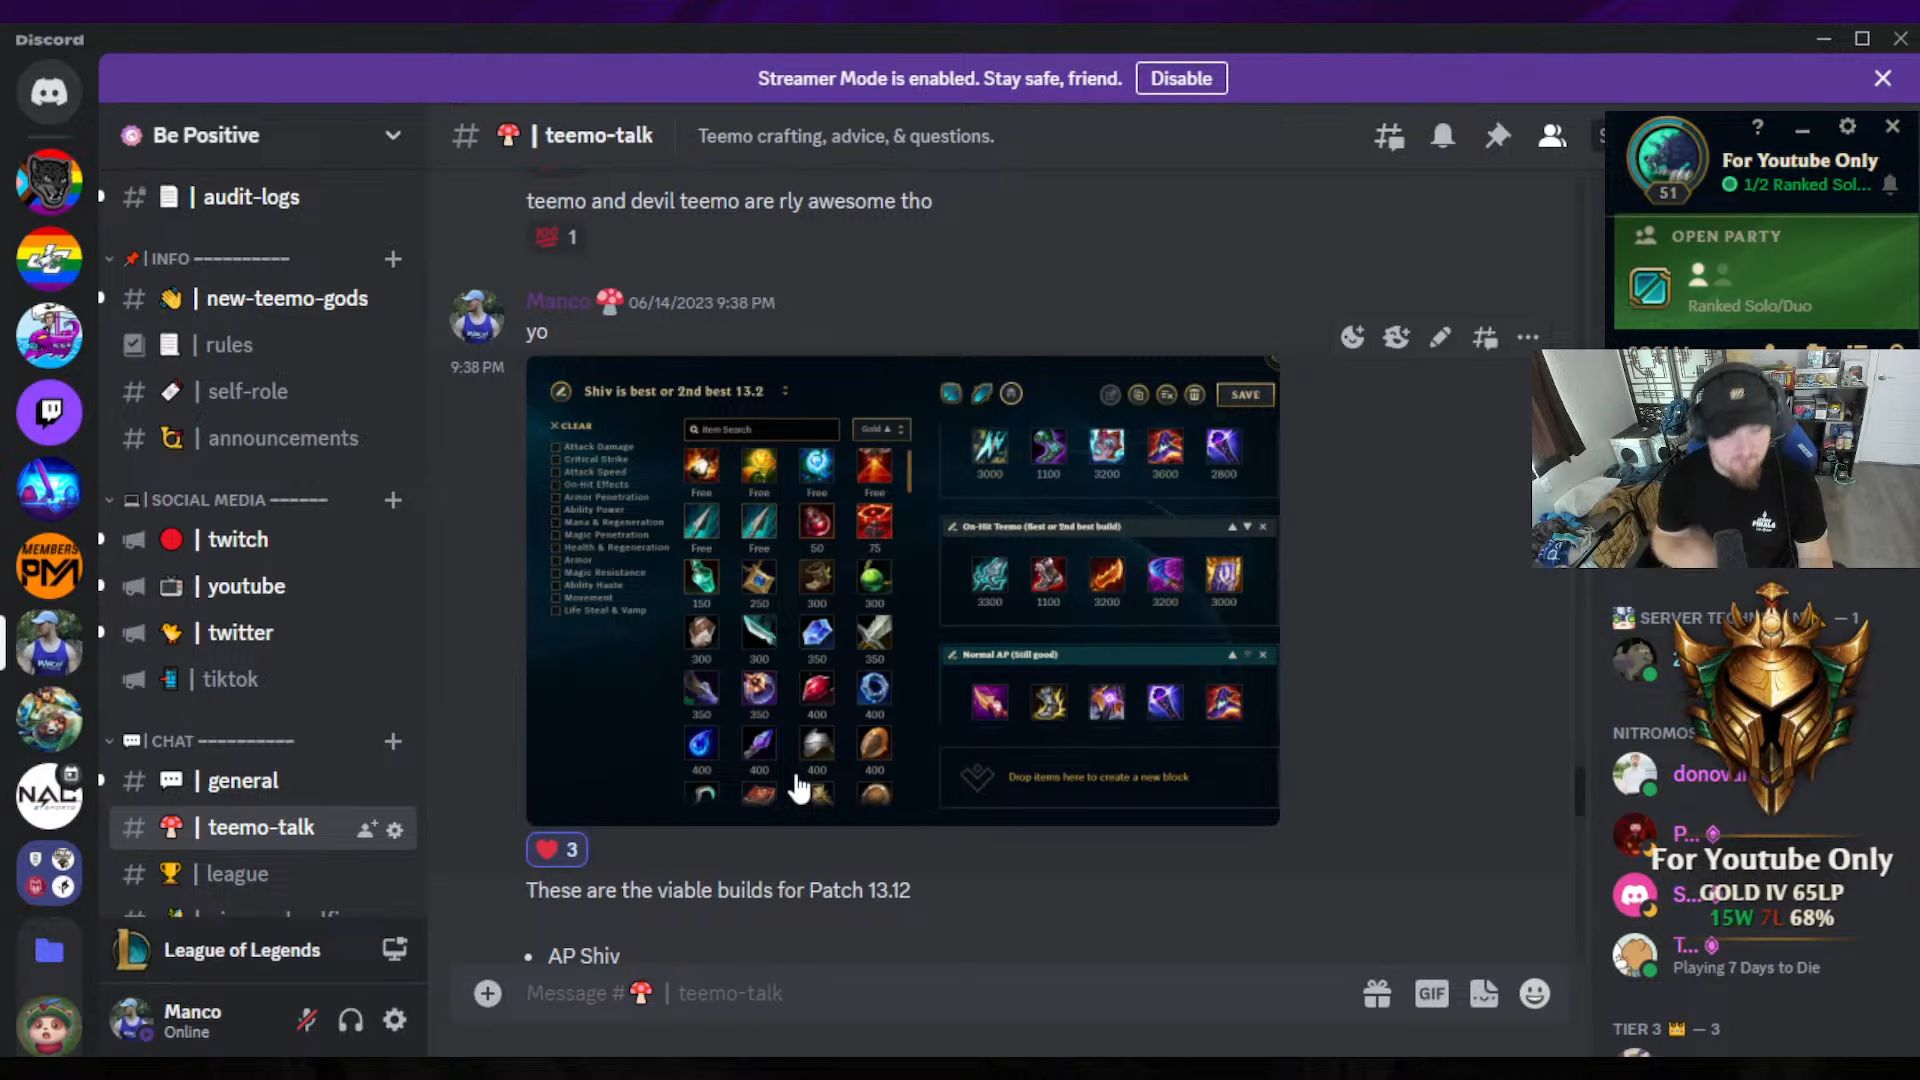 Discord
Streamer Mode is enabled. Stay safe, friend.
Disable
Be Positive
| audit-logs
| INFO ----------
| new-teemo-gods
| rules
| self-role
| announcements
| SOCIAL MEDIA ------
| twitch
| youtube
| twitter
| tiktok
| CHAT ----------
| general
| teemo-talk
| league
League of Legends
Manco
Online
MEMBERS
NAC
# | teemo-talk
Teemo crafting, advice, & questions.
teemo and devil teemo are rly awesome tho
1
Manco 06/14/2023 9:38 PM
yo
9:38 PM
Shiv is best or 2nd best 13.2
SAVE
CLEAR
Item Search
Gold
Attack Damage
Critical Strike
Attack Speed
On-Hit Effects
Armor Penetration
Ability Power
Mana & Regeneration
Magic Penetration
Health & Regeneration
Armor
Magic Resistance
Ability Haste
Movement
Life Steal & Vamp
Free Free Free Free
Free Free 50 75
150 250 300 300
300 300 350 350
350 350 400 400
400 400 400 400
3000 1100 3200 3600 2800
On-Hit Teemo (Best or 2nd best build)
3300 1100 3200 3200 3000
Normal AP (Still good)
Drop items here to create a new block
3
These are the viable builds for Patch 13.12
• AP Shiv
Message # | teemo-talk
GIF
For Youtube Only
51
1/2 Ranked Sol...
OPEN PARTY
Ranked Solo/Duo
NITROMOS
P...
For Youtube Only
S...
GOLD IV 65LP
15W 7L 68%
T...
Playing 7 Days to Die
TIER 3 — 3